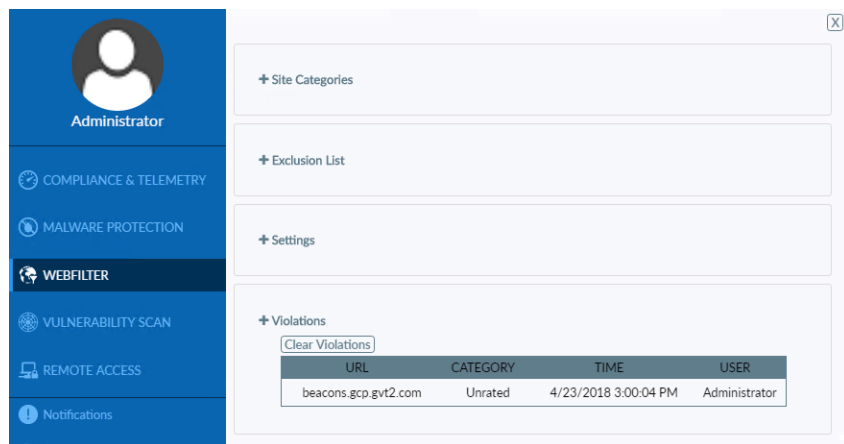 X
Administrator
COMPLIANCE & TELEMETRY
MALWARE PROTECTION
WEBFILTER
VULNERABILITY SCAN
REMOTE ACCESS
Notifications
+ Site Categories
+ Exclusion List
+ Settings
+ Violations
Clear Violations
URL CATEGORY TIME USER
beacons.gcp.gvt2.com Unrated 4/23/2018 3:00:04 PM Administrator